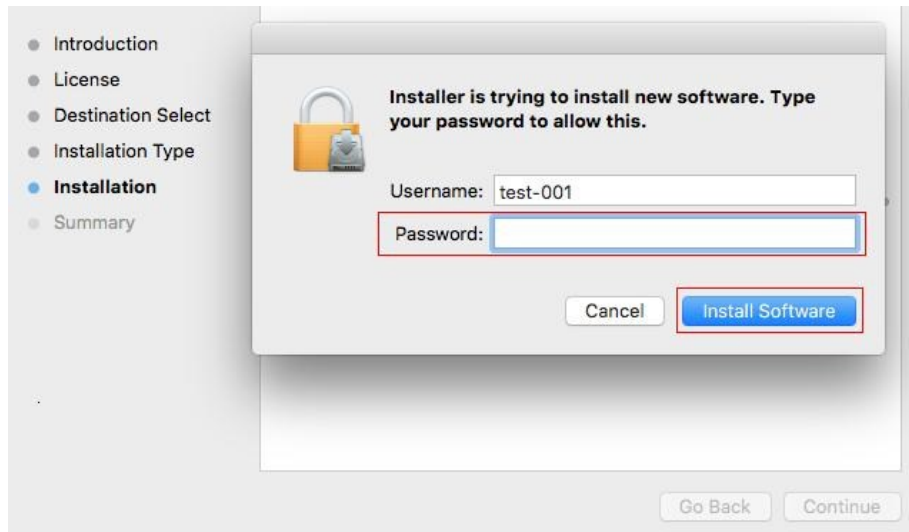 Introduction
License
Destination Select
Installation Type
Installation
Summary
Installer is trying to install new software. Type
your password to allow this.
Username: test-001
Password:
Cancel
Install Software
Go Back
Continue